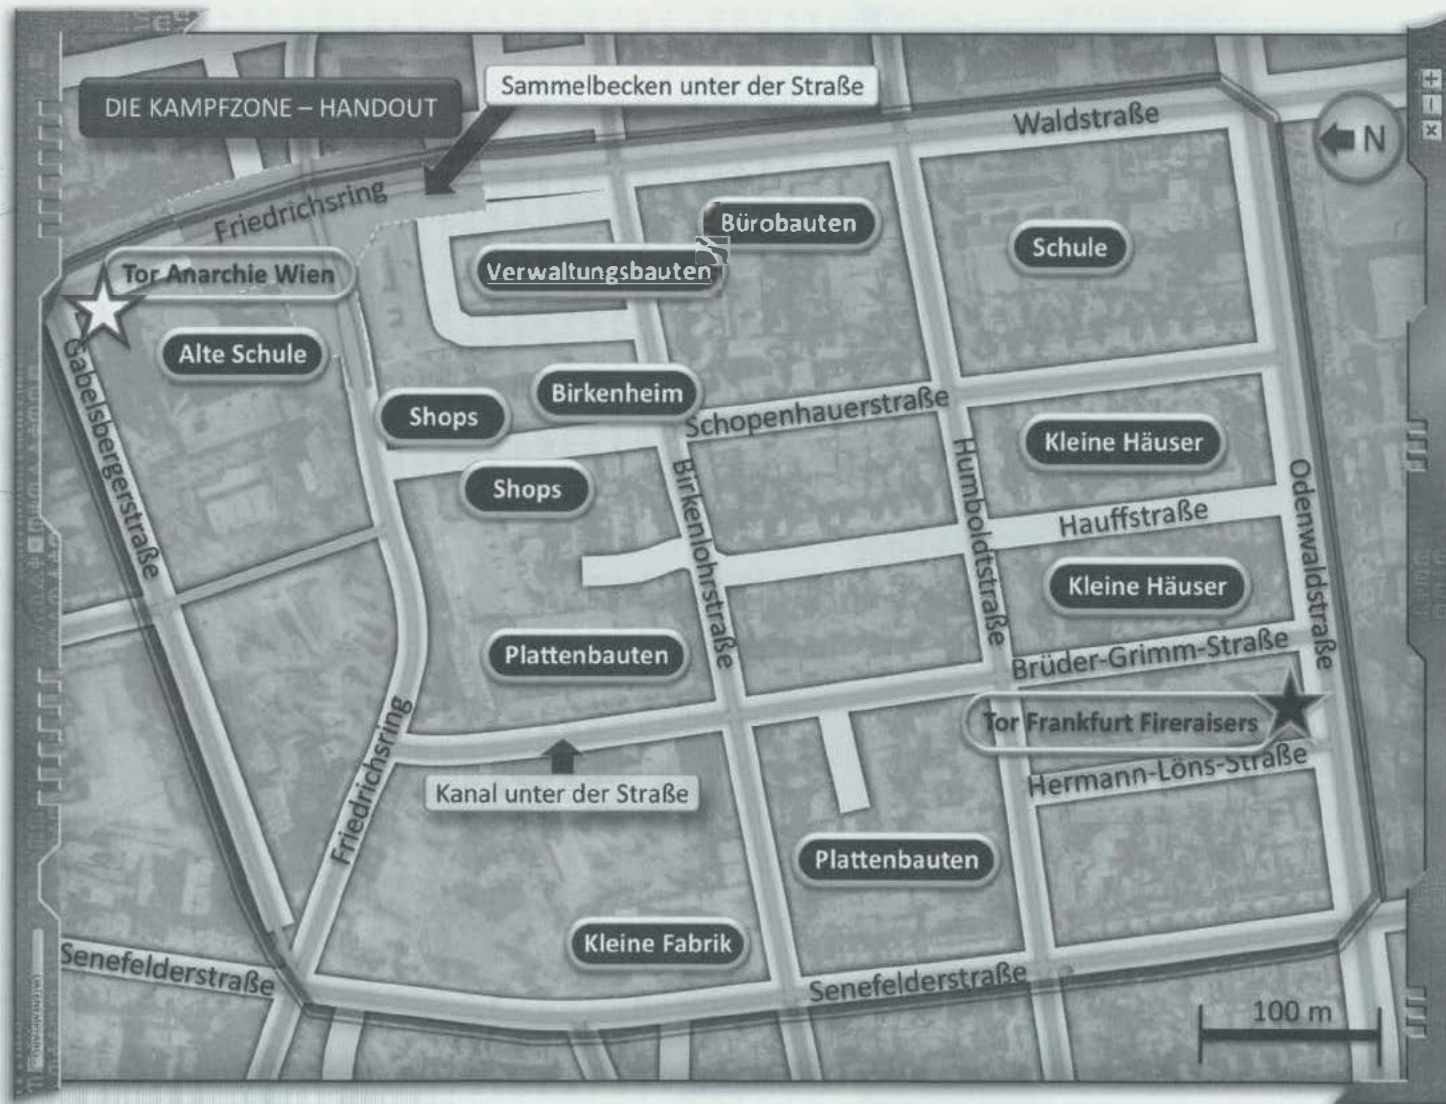 DIE KAMPFZONE – HANDOUT
Sammelbecken unter der Straße
Waldstraße
N
Friedrichsring
Bürobauten
Schule
Verwaltungsbauten
Tor Anarchie Wien
Alte Schule
Gabelsbergerstraße
Birkenheim
Shops
Schopenhauerstraße
Kleine Häuser
Shops
Birkenlohrstraße
Humboldtstraße
Odenwaldstraße
Hauffstraße
Kleine Häuser
Plattenbauten
Brüder-Grimm-Straße
Tor Frankfurt Fireraisers
Friedrichsring
Hermann-Löns-Straße
Kanal unter der Straße
Plattenbauten
Kleine Fabrik
Senefelderstraße
Senefelderstraße
100 m